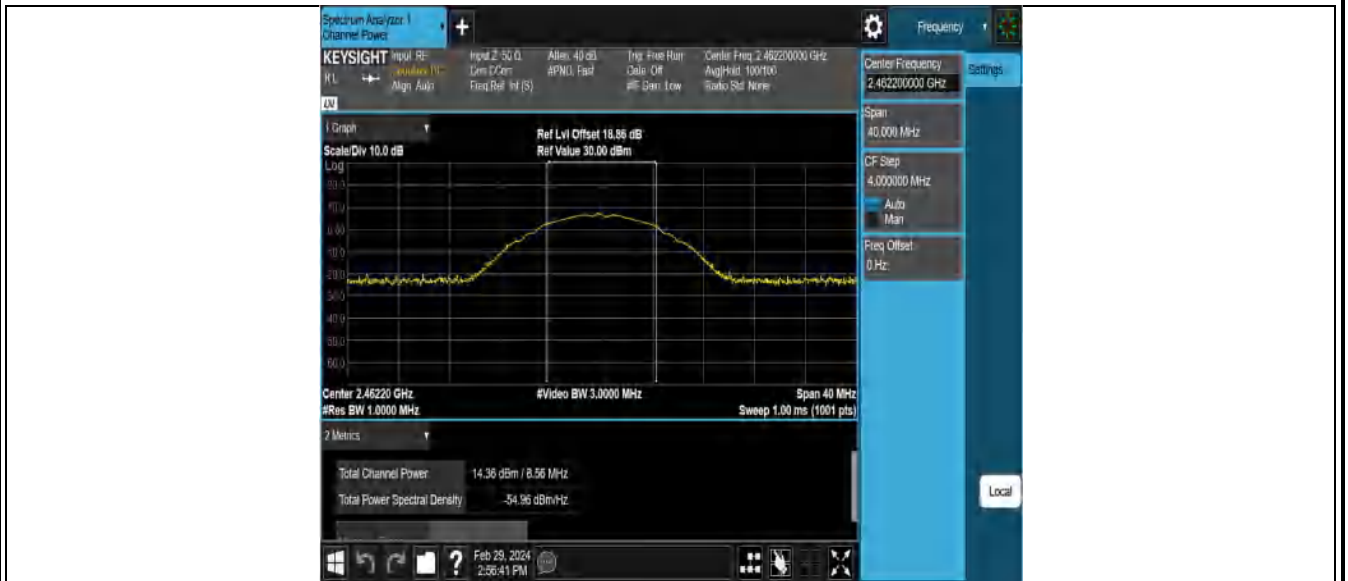 Spectrum Analyzer 1
Channel Power
+
Frequency
KEYSIGHT Input: RF
Input Z: 50 Ω
Atten: 40 dB
Trig: Free Run
Center Freq: 2.462200000 GHz
Align: Auto
Freq Ref: Int (S)
#PNO: Fast
Gate: Off
#IF Gain: Low
Avg|Hold: 100/100
Radio Std: None
Center Frequency
2.462200000 GHz
Settings
Span
40.000 MHz
CF Step
4.000000 MHz
Auto
Man
Freq Offset
0 Hz
1 Graph
Scale/Div 10.0 dB
Log
Ref Lvl Offset 18.86 dB
Ref Value 30.00 dBm
Center 2.46220 GHz
#Video BW 3.0000 MHz
Span 40 MHz
#Res BW 1.0000 MHz
Sweep 1.00 ms (1001 pts)
2 Metrics
Total Channel Power 14.36 dBm / 8.56 MHz
Total Power Spectral Density -54.96 dBm/Hz
Local
? Feb 29, 2024
2:56:41 PM